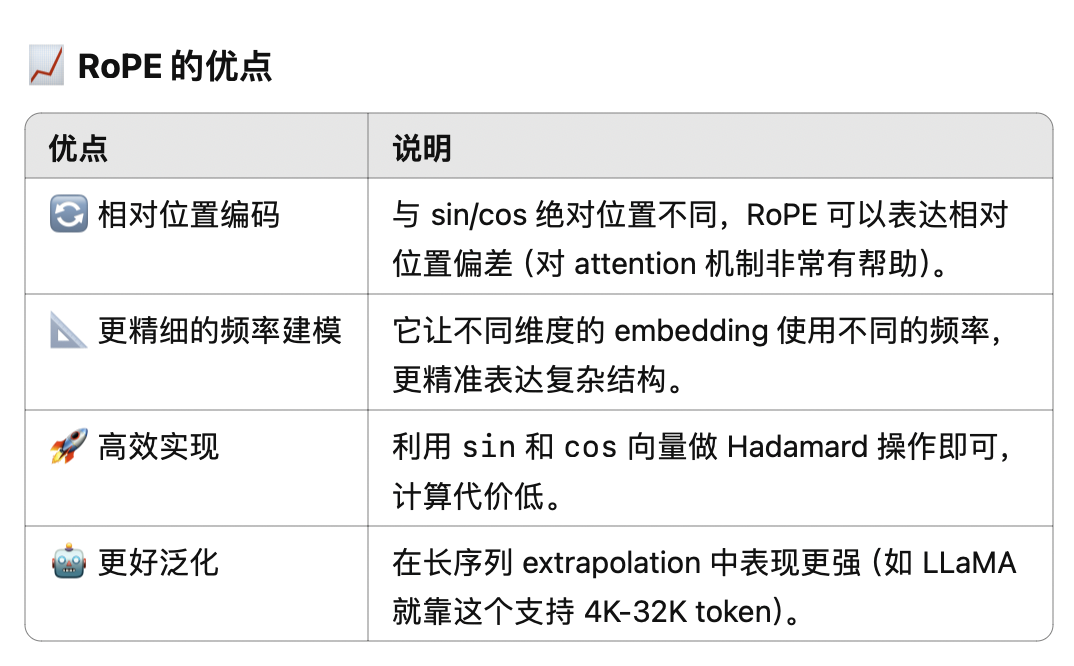 📈 RoPE 的优点
优点 说明
🔄 相对位置编码 与 sin/cos 绝对位置不同，RoPE 可以表达相对
位置偏差（对 attention 机制非常有帮助）。
📐 更精细的频率建模 它让不同维度的 embedding 使用不同的频率，
更精准表达复杂结构。
🚀 高效实现 利用 sin 和 cos 向量做 Hadamard 操作即可，
计算代价低。
🤖 更好泛化 在长序列 extrapolation 中表现更强（如 LLaMA
就靠这个支持 4K-32K token）。